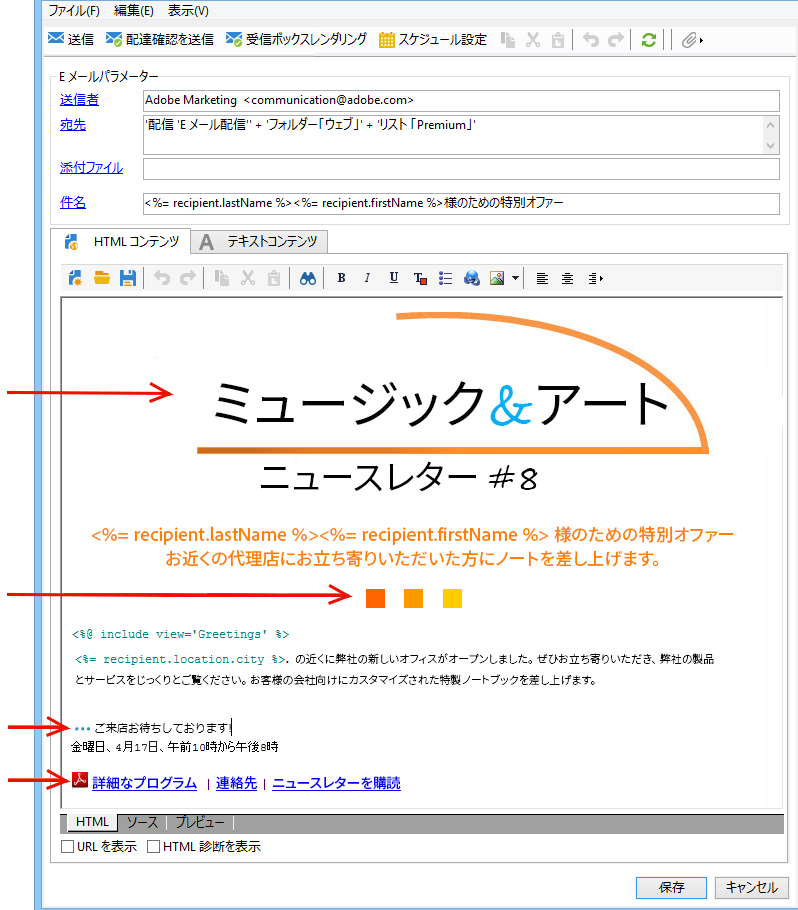 ファイル(F) 編集(E) 表示(V)
送信 配達確認を送信 受信ボックスレンダリング スケジュール設定
E メールパラメーター
送信者 Adobe Marketing <communication@adobe.com>
宛先 '配信 'E メール配信'' + 'フォルダー「ウェブ」' + 'リスト「Premium」'
添付ファイル
件名 <%= recipient.lastName %><%= recipient.firstName %>様のための特別オファー
HTML コンテンツ A テキストコンテンツ
B I U T
ミュージック&アート
ニュースレター #8
<%= recipient.lastName %><%= recipient.firstName %> 様のための特別オファー
お近くの代理店にお立ち寄りいただいた方にノートを差し上げます。
<%@ include view='Greetings' %>
<%= recipient.location.city %>. の近くに弊社の新しいオフィスがオープンしました。ぜひお立ち寄りいただき、弊社の製品
とサービスをじっくりとご覧ください。お客様の会社向けにカスタマイズされた特製ノートブックを差し上げます。
ご来店お待ちしております!
金曜日、4月17日、午前10時から午後8時
詳細なプログラム | 連絡先 | ニュースレターを購読
HTML ソース プレビュー
URL を表示 HTML 診断を表示
保存 キャンセル